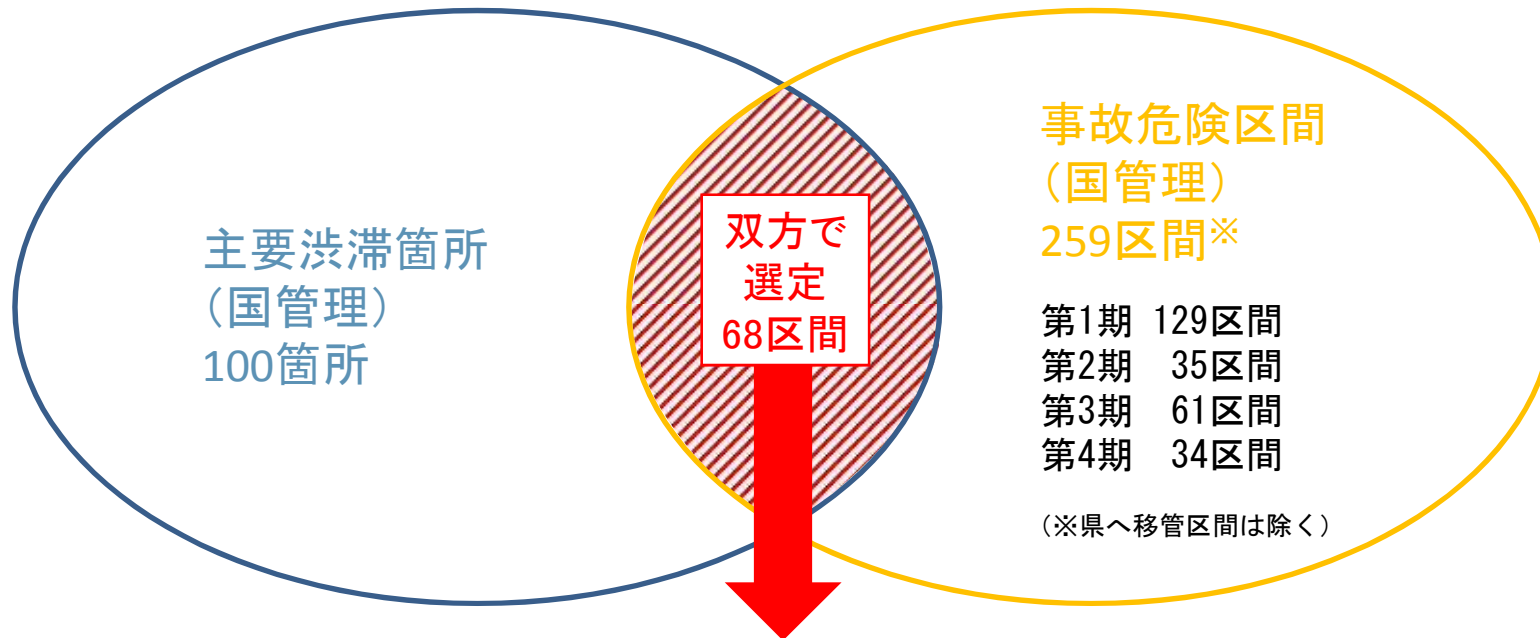 主要渋滞箇所
（国管理）
100箇所
双方で
選定
68区間
事故危険区間
（国管理）
259区間※
第1期 129区間
第2期　35区間
第3期　61区間
第4期　34区間
（※県へ移管区間は除く）